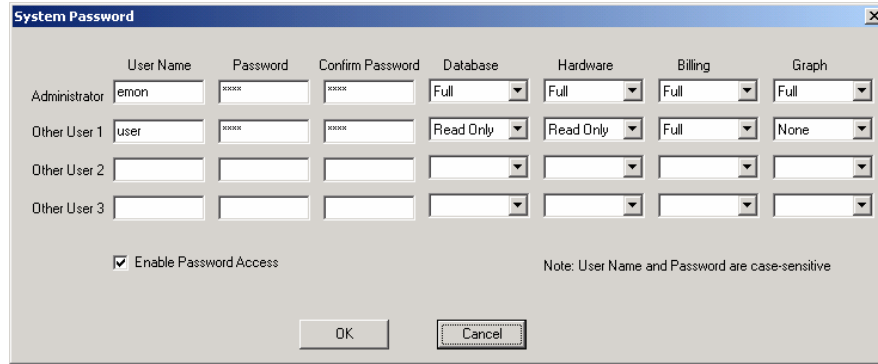 System Password
User Name Password Confirm Password Database Hardware Billing Graph
Administrator emon **** **** Full Full Full Full
Other User 1 user **** **** Read Only Read Only Full None
Other User 2
Other User 3
Enable Password Access
Note: User Name and Password are case-sensitive
OK Cancel